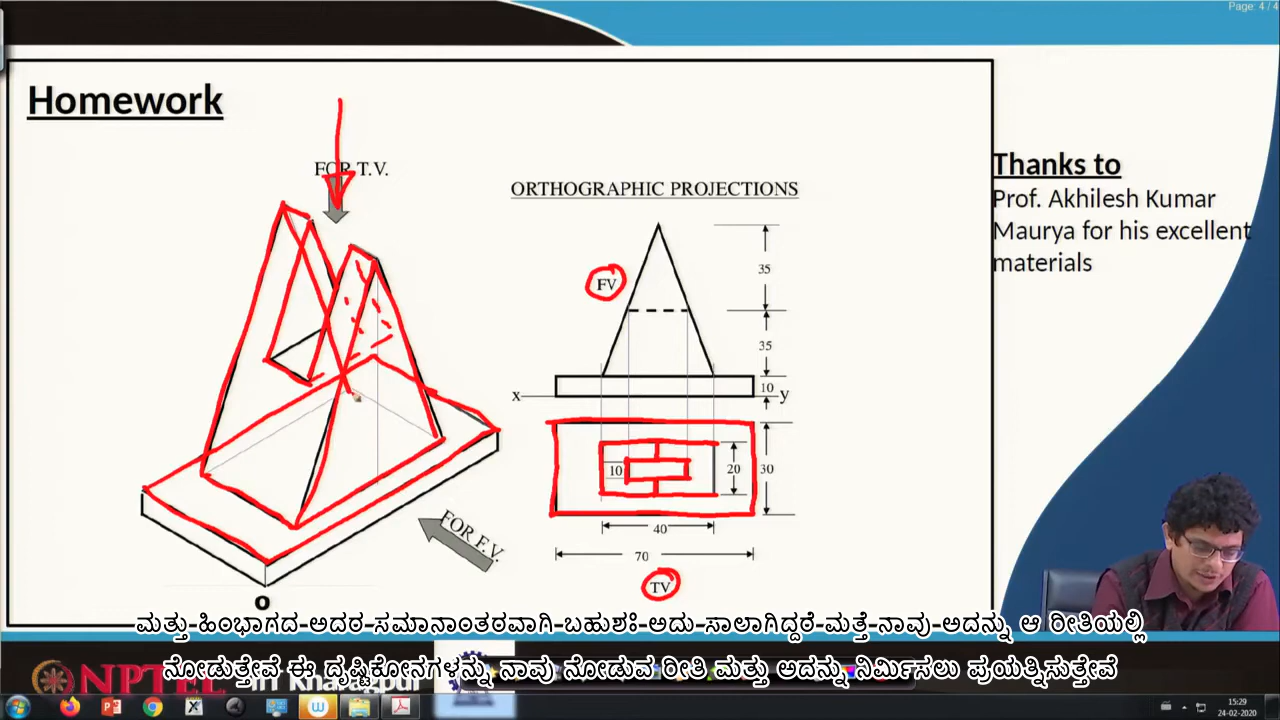 Page: 4 / 4
Homework
FOR T.V.
ORTHOGRAPHIC PROJECTIONS
FV
35
35
10
x
y
10
20
30
40
70
TV
FOR F.V.
O
Thanks to
Prof. Akhilesh Kumar
Maurya for his excellent
materials
ಮತ್ತು ಹಿಂಭಾಗದ ಅದರ ಸಮಾನಾಂತರವಾಗಿ ಬಹುಶಃ ಅದು ಸಾಲಾಗಿದ್ದರೆ ಮತ್ತೆ ನಾವು ಅದನ್ನು ಆ ರೀತಿಯಲ್ಲಿ
ನೋಡುತ್ತೇವೆ ಈ ದೃಷ್ಟಿಕೋನಗಳನ್ನು ನಾವು ನೋಡುವ ರೀತಿ ಮತ್ತು ಅದನ್ನು ನಿರ್ಮಿಸಲು ಪ್ರಯತ್ನಿಸುತ್ತೇವೆ
NPTEL
IIT Kharagpur
15:29
24-02-2020